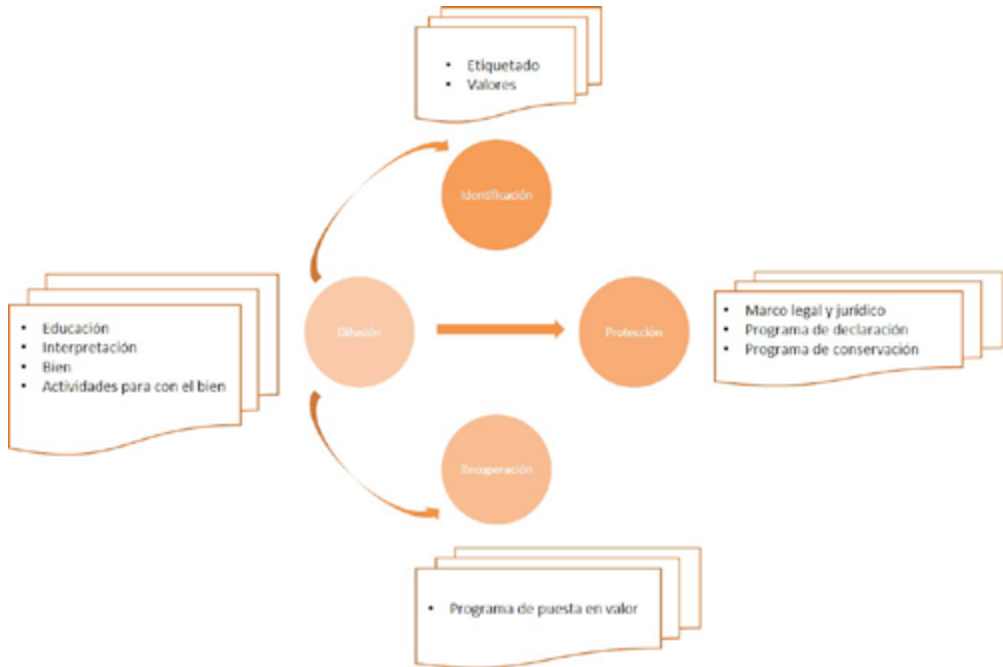 Etiquetado
Valores
Identificación
Educación
Interpretación
Bien
Actividades para con el bien
Difusión
Protección
Marco legal y jurídico
Programa de declaración
Programa de conservación
Recuperación
Programa de puesta en valor